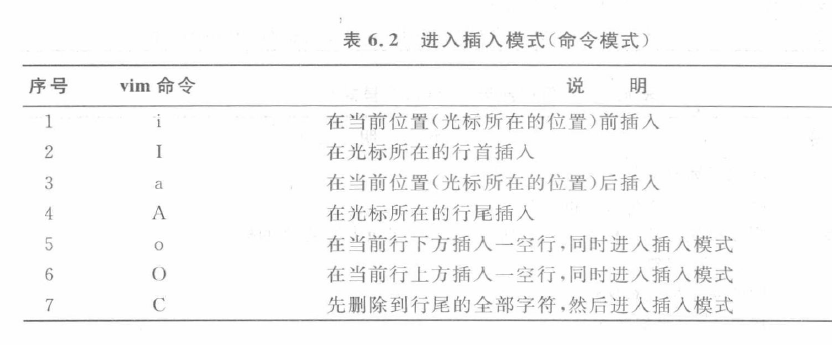 表 6.2 进入插入模式(命令模式)
序号 vim 命令 说 明
1 i 在当前位置(光标所在的位置)前插入
2 I 在光标所在的行首插入
3 a 在当前位置(光标所在的位置)后插入
4 A 在光标所在的行尾插入
5 o 在当前行下方插入一空行,同时进入插入模式
6 O 在当前行上方插入一空行,同时进入插入模式
7 C 先删除到行尾的全部字符,然后进入插入模式